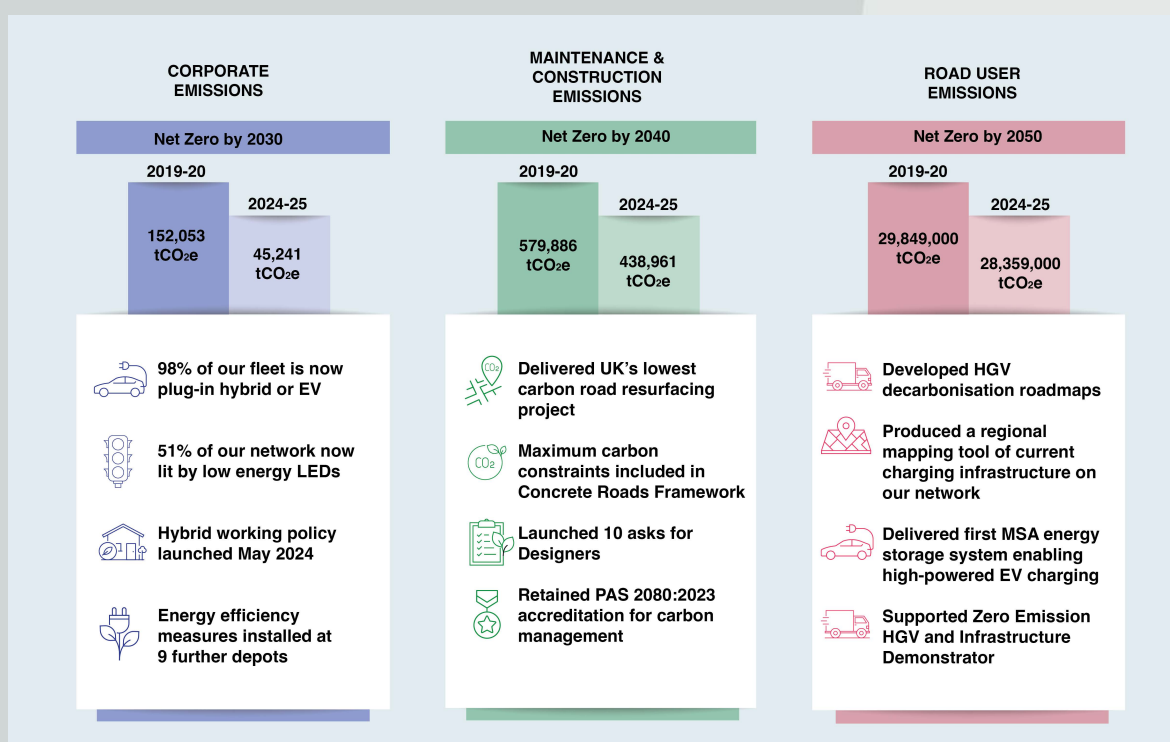 CORPORATE
EMISSIONS
Net Zero by 2030
2019-20
152,053
tCO₂e
2024-25
45,241
tCO₂e
98% of our fleet is now
plug-in hybrid or EV
51% of our network now
lit by low energy LEDs
Hybrid working policy
launched May 2024
Energy efficiency
measures installed at
9 further depots
MAINTENANCE &
CONSTRUCTION
EMISSIONS
Net Zero by 2040
2019-20
579,886
tCO₂e
2024-25
438,961
tCO₂e
CO₂
Delivered UK's lowest
carbon road resurfacing
project
CO₂
Maximum carbon
constraints included in
Concrete Roads Framework
Launched 10 asks for
Designers
Retained PAS 2080:2023
accreditation for carbon
management
ROAD USER
EMISSIONS
Net Zero by 2050
2019-20
29,849,000
tCO₂e
2024-25
28,359,000
tCO₂e
Developed HGV
decarbonisation roadmaps
Produced a regional
mapping tool of current
charging infrastructure on
our network
Delivered first MSA energy
storage system enabling
high-powered EV charging
Supported Zero Emission
HGV and Infrastructure
Demonstrator